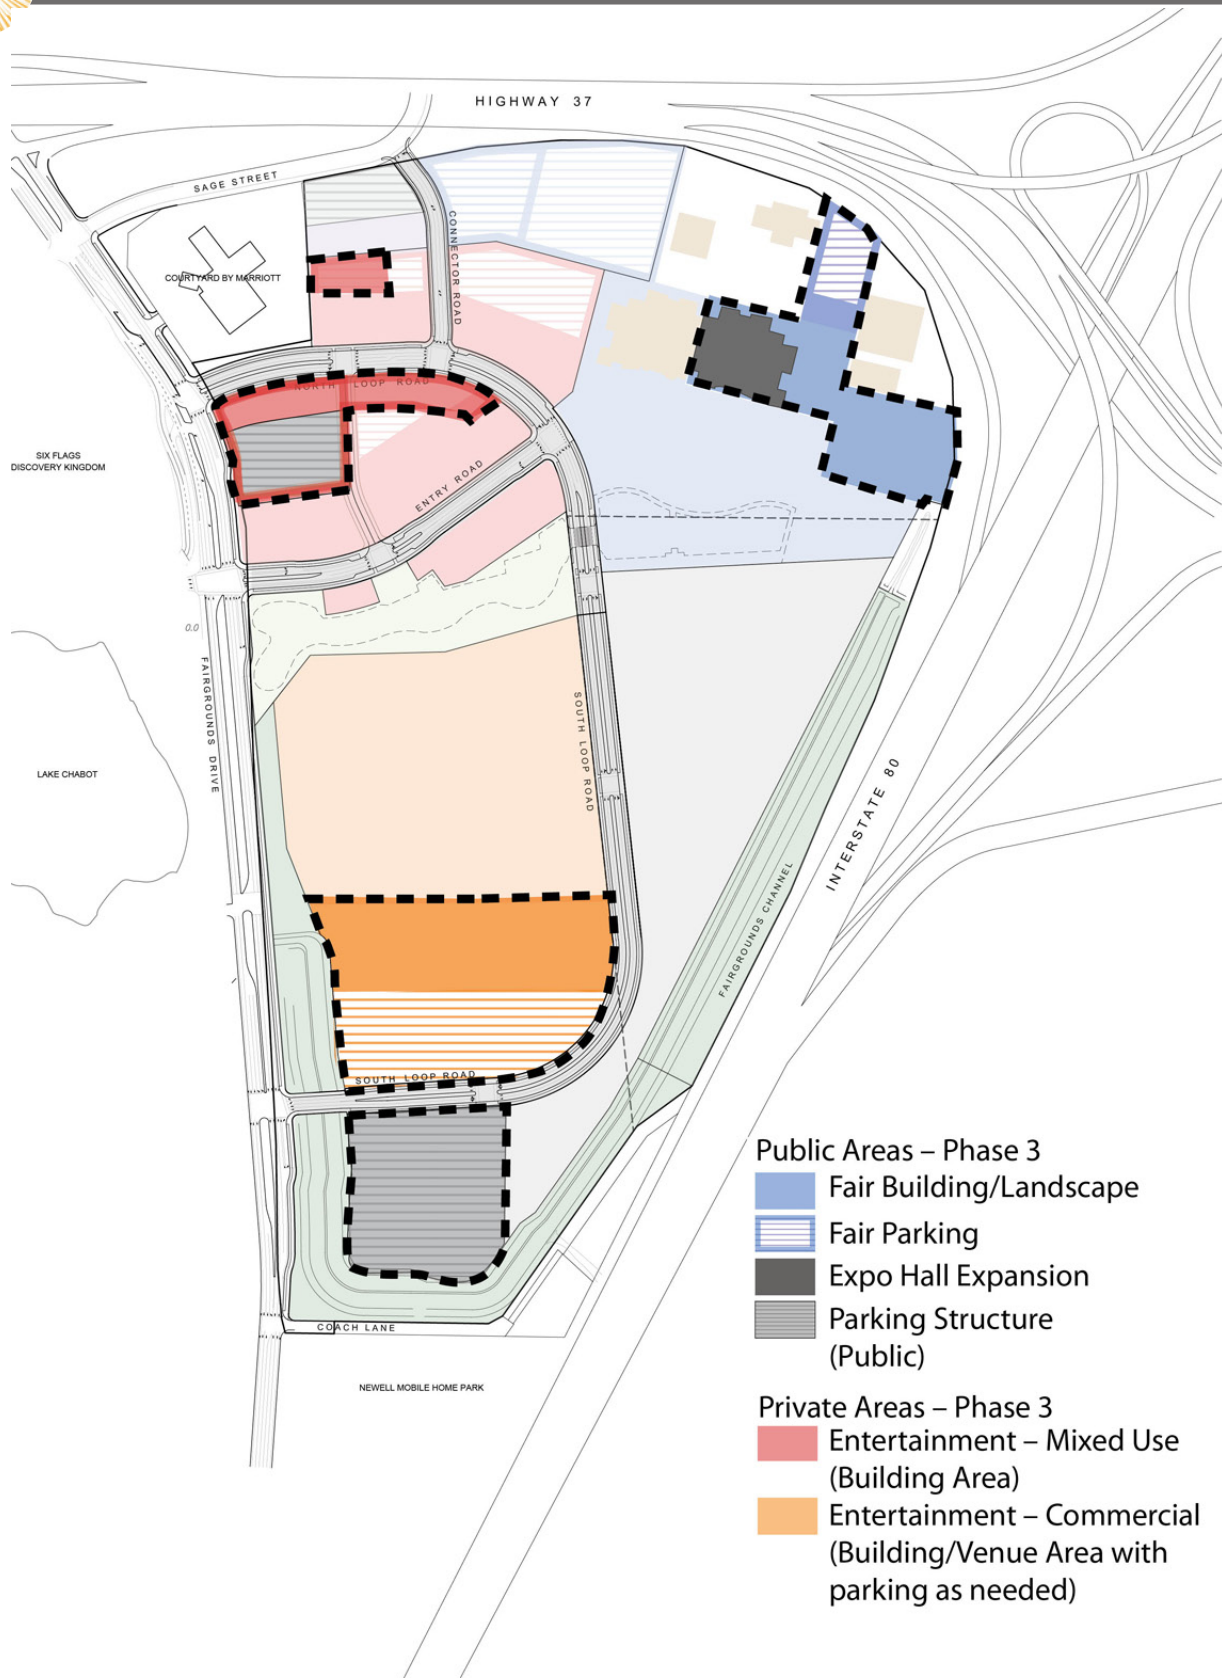 HIGHWAY 37
SAGE STREET
CONNECTOR ROAD
COURTYARD BY MARRIOTT
NORTH LOOP ROAD
SIX FLAGS
DISCOVERY KINGDOM
ENTRY ROAD
0.0
FAIRGROUNDS DRIVE
SOUTH LOOP ROAD
LAKE CHABOT
INTERSTATE 80
FAIRGROUNDS CHANNEL
SOUTH LOOP ROAD
COACH LANE
NEWELL MOBILE HOME PARK
Public Areas – Phase 3
Fair Building/Landscape
Fair Parking
Expo Hall Expansion
Parking Structure
(Public)
Private Areas – Phase 3
Entertainment – Mixed Use
(Building Area)
Entertainment – Commercial
(Building/Venue Area with
parking as needed)